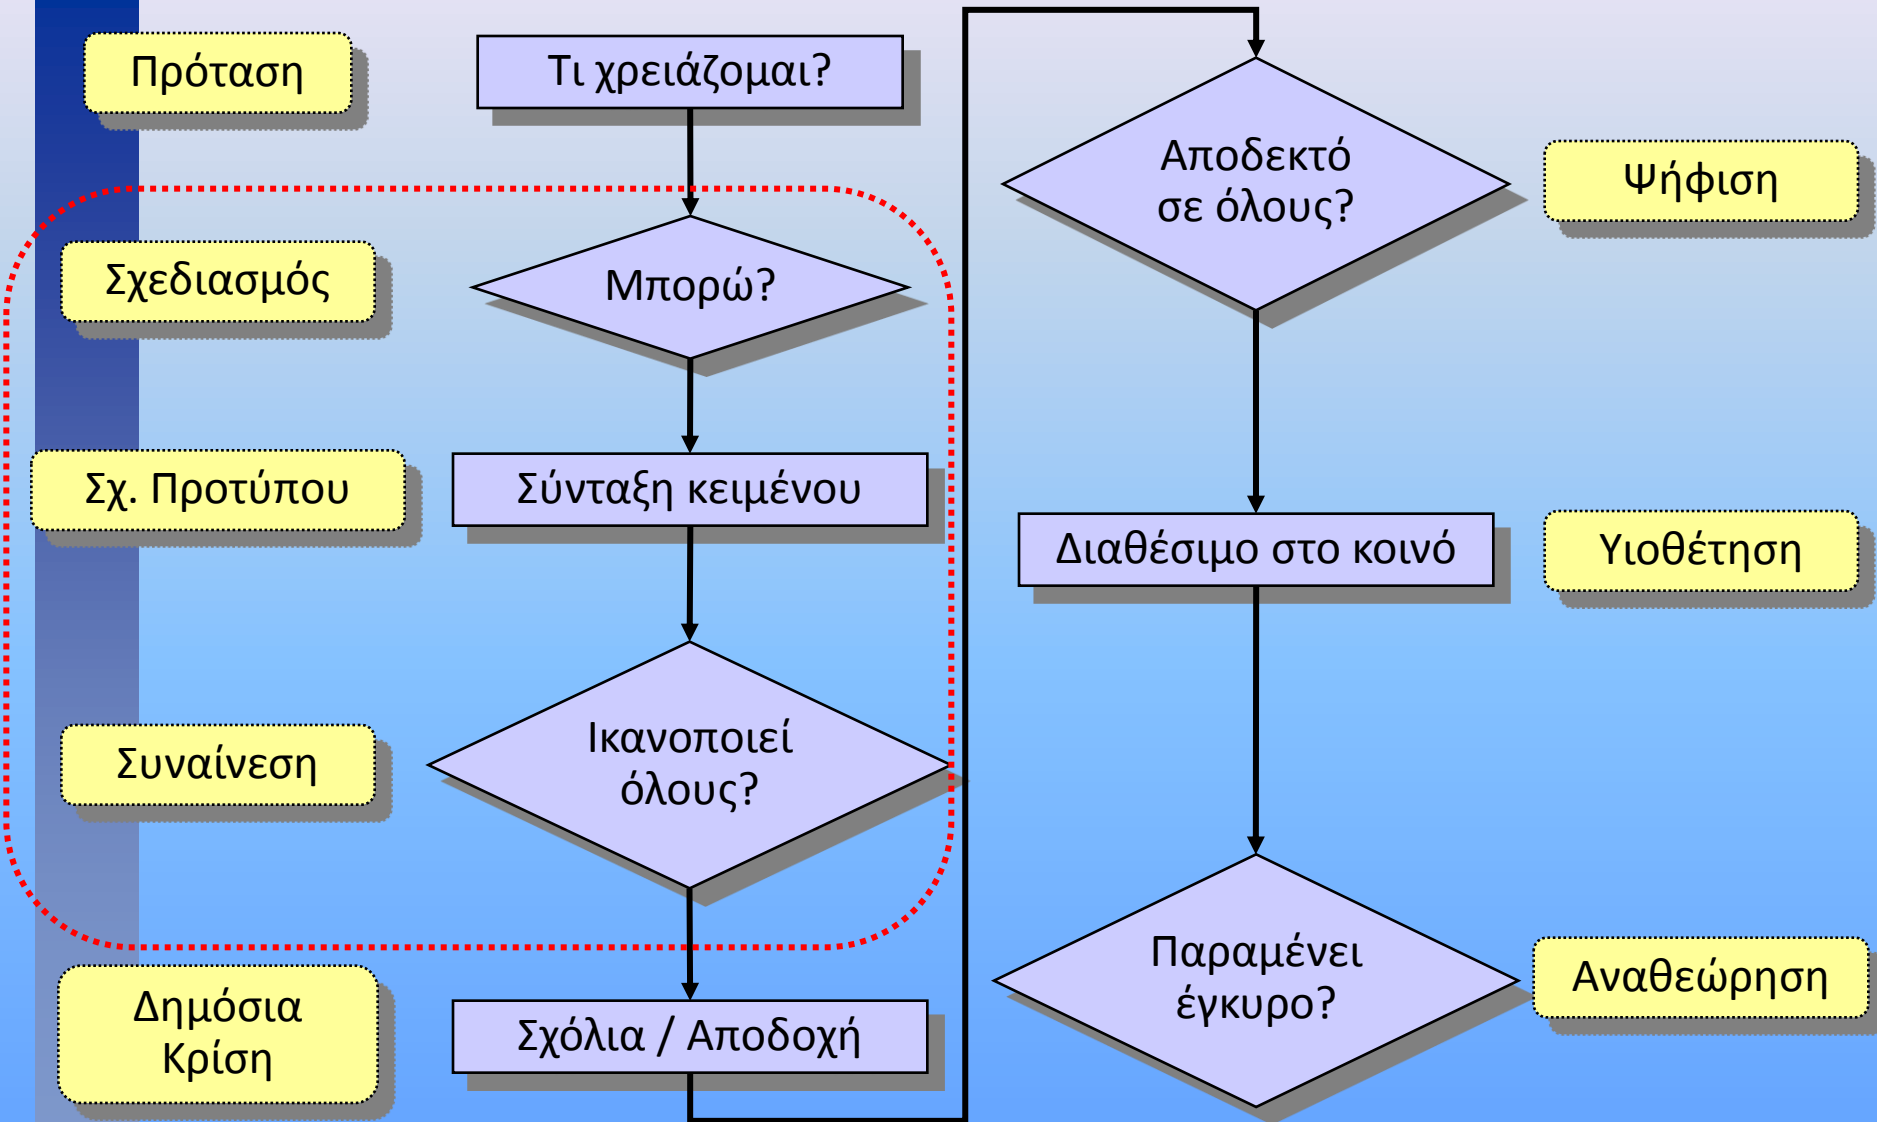 Πρόταση
Τι χρειάζομαι?
Σχεδιασμός
Μπορώ?
Σχ. Προτύπου
Σύνταξη κειμένου
Συναίνεση
Ικανοποιεί
όλους?
Δημόσια
Κρίση
Σχόλια / Αποδοχή
Αποδεκτό
σε όλους?
Ψήφιση
Διαθέσιμο στο κοινό
Υιοθέτηση
Παραμένει
έγκυρο?
Αναθεώρηση